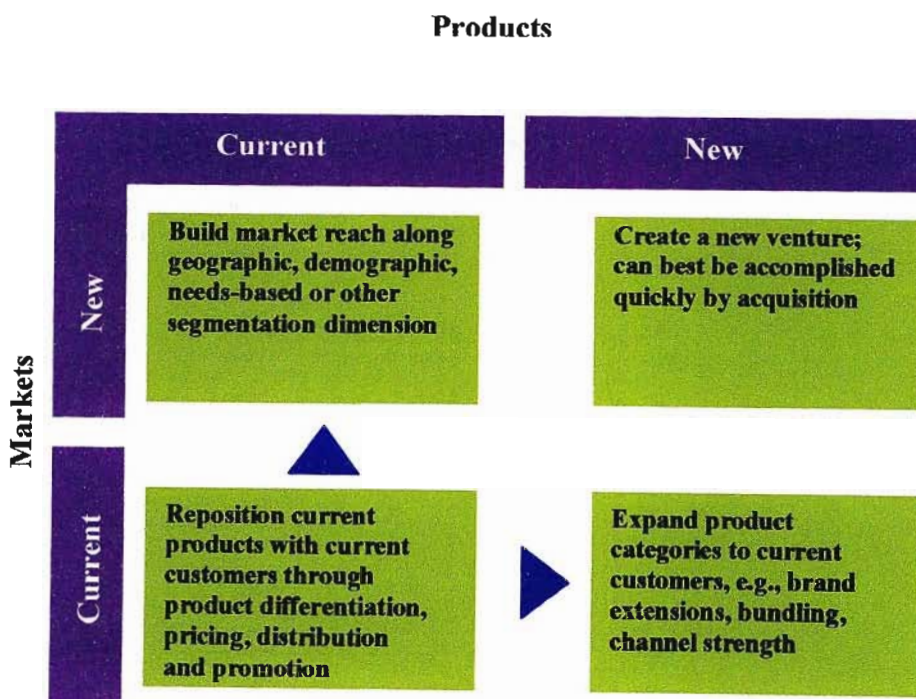 Products
Current
New
New
Build market reach along
geographic, demographic,
needs-based or other
segmentation dimension
Create a new venture;
can best be accomplished
quickly by acquisition
Markets
Current
Reposition current
products with current
customers through
product differentiation,
pricing, distribution
and promotion
Expand product
categories to current
customers, e.g., brand
extensions, bundling,
channel strength